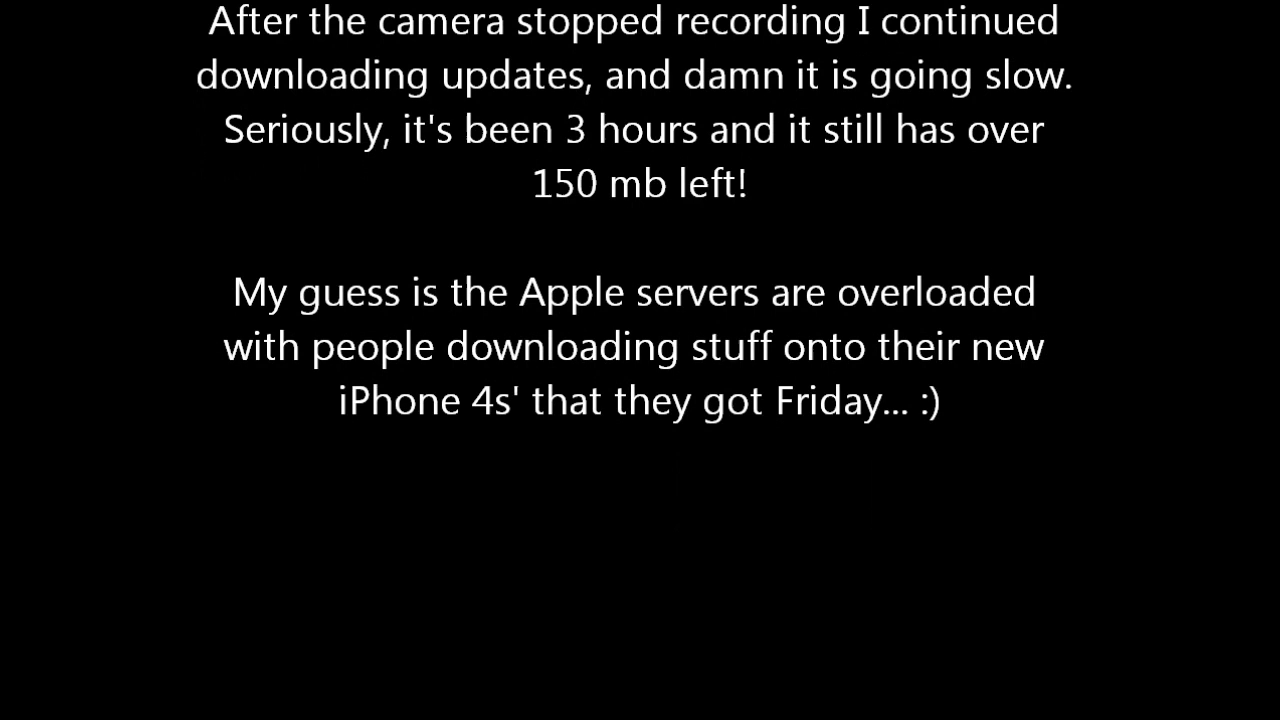 After the camera stopped recording I continued
downloading updates, and damn it is going slow.
Seriously, it's been 3 hours and it still has over
150 mb left!
My guess is the Apple servers are overloaded
with people downloading stuff onto their new
iPhone 4s' that they got Friday... :)